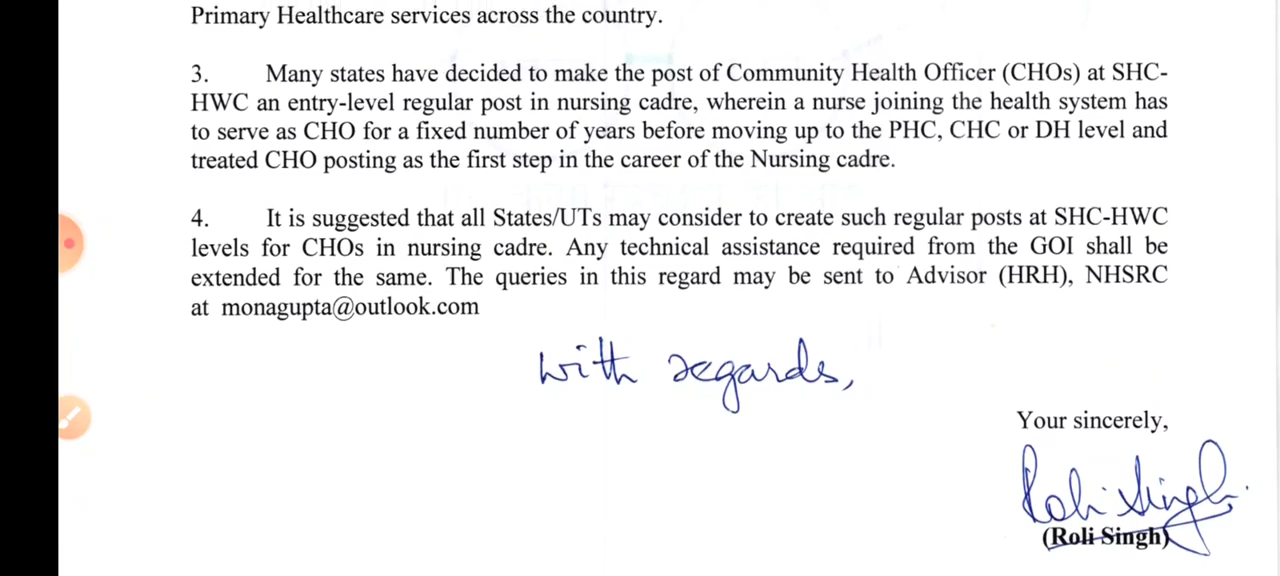 Primary Healthcare services across the country.
3. Many states have decided to make the post of Community Health Officer (CHOs) at SHC-
HWC an entry-level regular post in nursing cadre, wherein a nurse joining the health system has
to serve as CHO for a fixed number of years before moving up to the PHC, CHC or DH level and
treated CHO posting as the first step in the career of the Nursing cadre.
4. It is suggested that all States/UTs may consider to create such regular posts at SHC-HWC
levels for CHOs in nursing cadre. Any technical assistance required from the GOI shall be
extended for the same. The queries in this regard may be sent to Advisor (HRH), NHSRC
at monagupta@outlook.com
with regards,
Your sincerely,
Roli Singh
(Roli Singh)